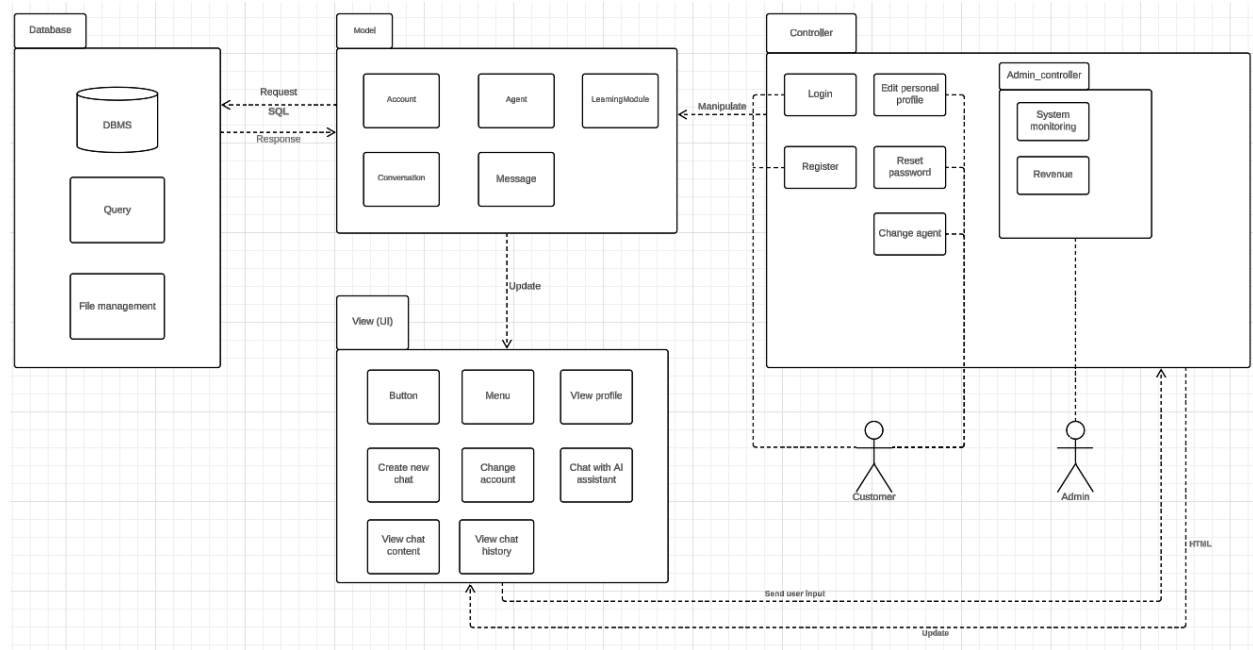 Database
DBMS
Query
File management
Request
SQL
Response
Model
Account
Agent
LearningModule
Conversation
Message
Update
Manipulate
Controller
Login
Edit personal
profile
Register
Reset
password
Change agent
Admin_controller
System
monitoring
Revenue
View (UI)
Button
Menu
VIew profile
Create new
chat
Change
account
Chat with AI
assistant
View chat
content
View chat
history
Customer
Admin
HTML
Send user input
Update